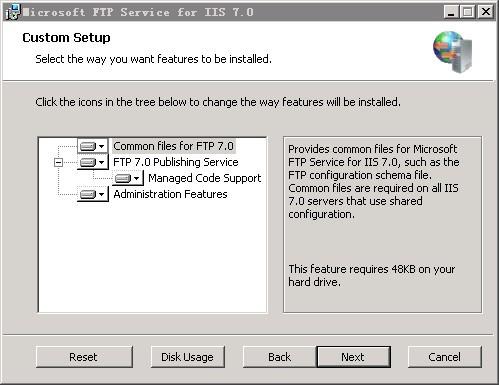 Microsoft FTP Service for IIS 7.0
Custom Setup
Select the way you want features to be installed.
Click the icons in the tree below to change the way features will be installed.
Common files for FTP 7.0
FTP 7.0 Publishing Service
Managed Code Support
Administration Features
Provides common files for Microsoft
FTP Service for IIS 7.0, such as the
FTP configuration schema file.
Common files are required on all IIS
7.0 servers that use shared
configuration.
This feature requires 48KB on your
hard drive.
Reset
Disk Usage
Back
Next
Cancel